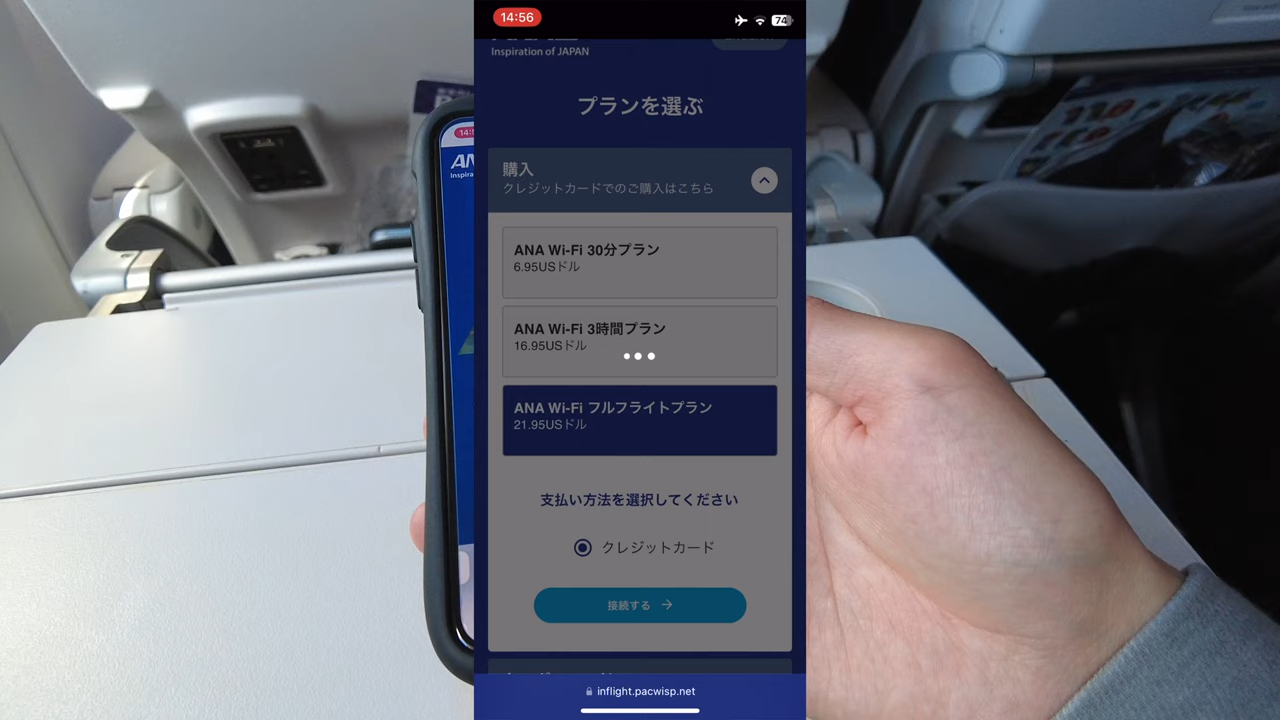 14:56
74
Inspiration of JAPAN
プランを選ぶ
購入
クレジットカードでのご購入はこちら
ANA Wi-Fi 30分プラン
6.95USドル
ANA Wi-Fi 3時間プラン
16.95USドル
ANA Wi-Fi フルフライトプラン
21.95USドル
支払い方法を選択してください
クレジットカード
接続する
inflight.pacwisp.net